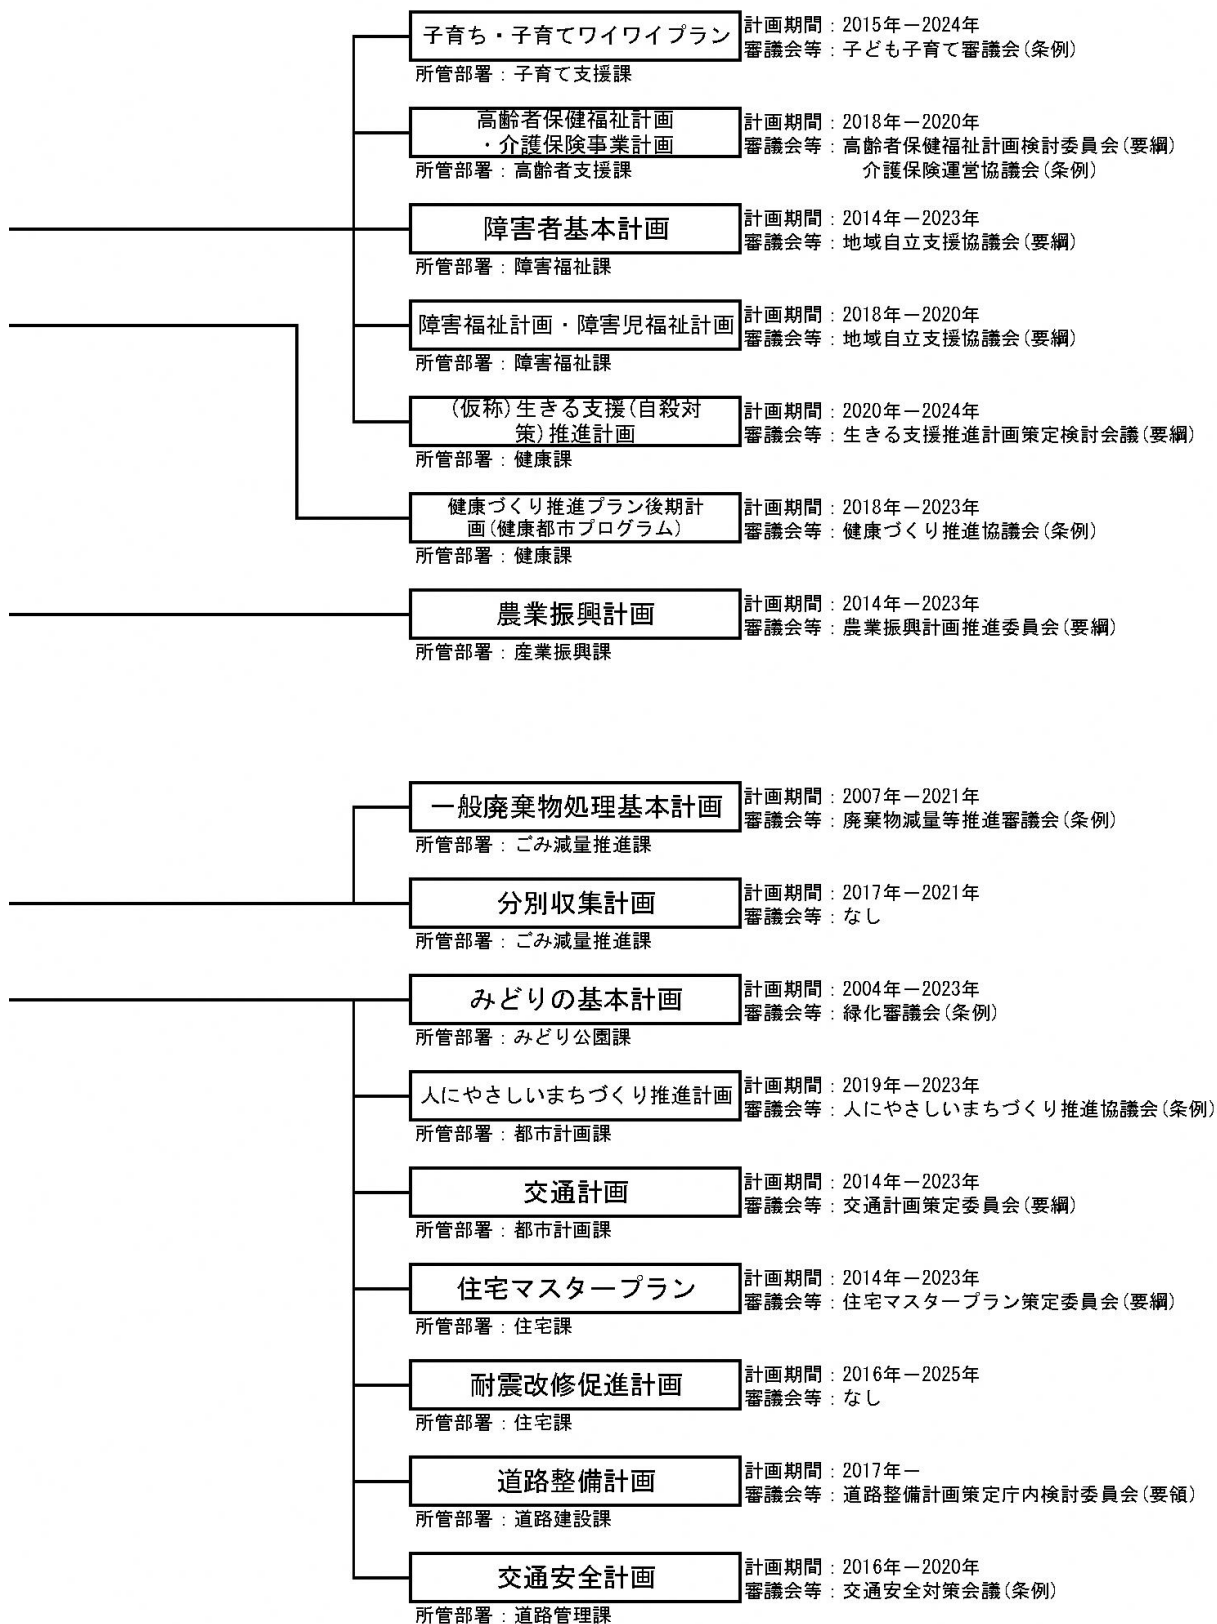 子育ち・子育てワイワイプラン
計画期間：2015年－2024年
審議会等：子ども子育て審議会(条例)
所管部署：子育て支援課
高齢者保健福祉計画
・介護保険事業計画
計画期間：2018年－2020年
審議会等：高齢者保健福祉計画検討委員会(要綱)
介護保険運営協議会(条例)
所管部署：高齢者支援課
障害者基本計画
計画期間：2014年－2023年
審議会等：地域自立支援協議会(要綱)
所管部署：障害福祉課
障害福祉計画・障害児福祉計画
計画期間：2018年－2020年
審議会等：地域自立支援協議会(要綱)
所管部署：障害福祉課
(仮称)生きる支援(自殺対
策)推進計画
計画期間：2020年－2024年
審議会等：生きる支援推進計画策定検討会議(要綱)
所管部署：健康課
健康づくり推進プラン後期計
画(健康都市プログラム)
計画期間：2018年－2023年
審議会等：健康づくり推進協議会(条例)
所管部署：健康課
農業振興計画
計画期間：2014年－2023年
審議会等：農業振興計画推進委員会(要綱)
所管部署：産業振興課
一般廃棄物処理基本計画
計画期間：2007年－2021年
審議会等：廃棄物減量等推進審議会(条例)
所管部署：ごみ減量推進課
分別収集計画
計画期間：2017年－2021年
審議会等：なし
所管部署：ごみ減量推進課
みどりの基本計画
計画期間：2004年－2023年
審議会等：緑化審議会(条例)
所管部署：みどり公園課
人にやさしいまちづくり推進計画
計画期間：2019年－2023年
審議会等：人にやさしいまちづくり推進協議会(条例)
所管部署：都市計画課
交通計画
計画期間：2014年－2023年
審議会等：交通計画策定委員会(要綱)
所管部署：都市計画課
住宅マスタープラン
計画期間：2014年－2023年
審議会等：住宅マスタープラン策定委員会(要綱)
所管部署：住宅課
耐震改修促進計画
計画期間：2016年－2025年
審議会等：なし
所管部署：住宅課
道路整備計画
計画期間：2017年－
審議会等：道路整備計画策定庁内検討委員会(要領)
所管部署：道路建設課
交通安全計画
計画期間：2016年－2020年
審議会等：交通安全対策会議(条例)
所管部署：道路管理課